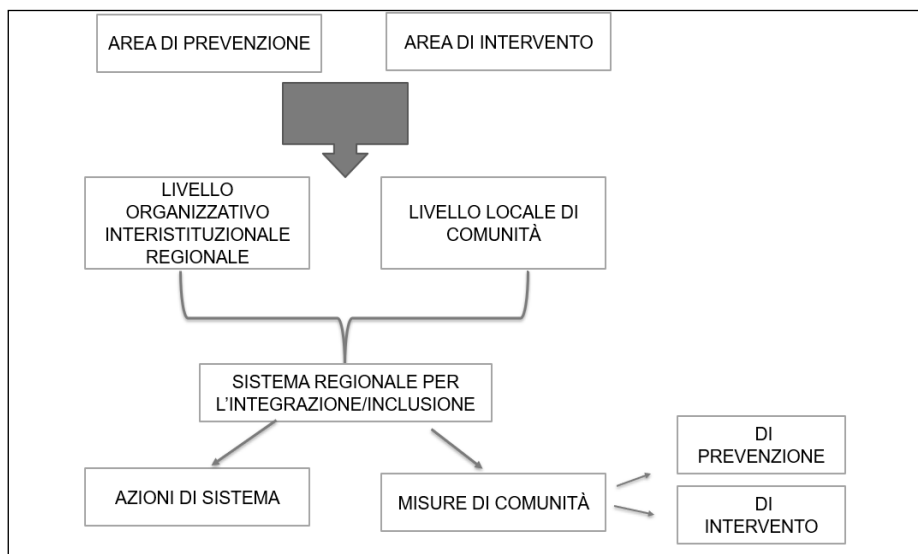 AREA DI PREVENZIONE
AREA DI INTERVENTO
LIVELLO
ORGANIZZATIVO
INTERISTITUZIONALE
REGIONALE
LIVELLO LOCALE DI
COMUNITÀ
SISTEMA REGIONALE PER
L'INTEGRAZIONE/INCLUSIONE
AZIONI DI SISTEMA
MISURE DI COMUNITÀ
DI
PREVENZIONE
DI
INTERVENTO